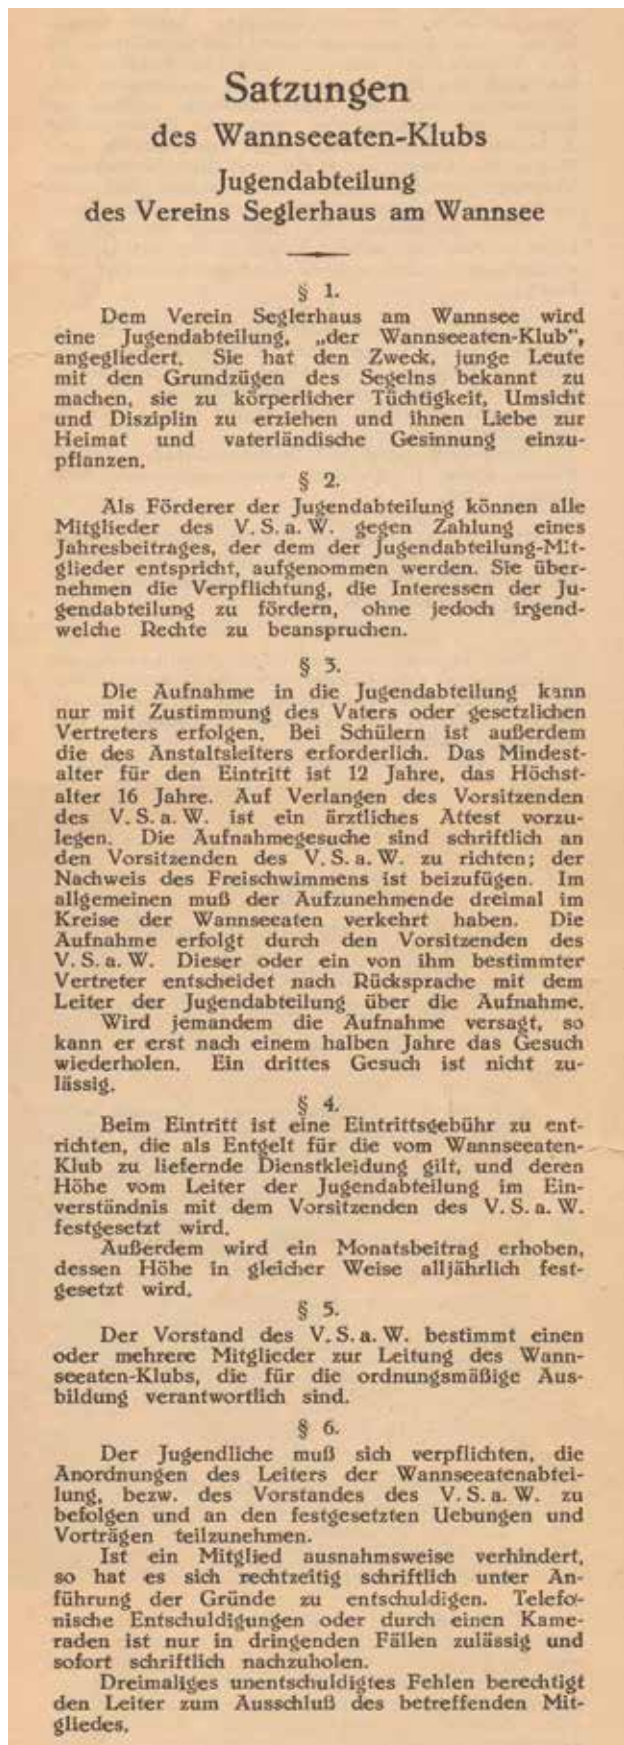 Satzungen
des Wannseeaten-Klubs
Jugendabteilung
des Vereins Seglerhaus am Wannsee
§ 1.
Dem Verein Seglerhaus am Wannsee wird
eine Jugendabteilung, „der Wannseeaten-Klub“,
angegliedert. Sie hat den Zweck, junge Leute
mit den Grundzügen des Segelns bekannt zu
machen, sie zu körperlicher Tüchtigkeit, Umsicht
und Disziplin zu erziehen und ihnen Liebe zur
Heimat und vaterländische Gesinnung einzu-
pflanzen.
§ 2.
Als Förderer der Jugendabteilung können alle
Mitglieder des V. S. a. W. gegen Zahlung eines
Jahresbeitrages, der dem der Jugendabteilung-Mit-
glieder entspricht, aufgenommen werden. Sie über-
nehmen die Verpflichtung, die Interessen der Ju-
gendabteilung zu fördern, ohne jedoch irgend-
welche Rechte zu beanspruchen.
§ 3.
Die Aufnahme in die Jugendabteilung kann
nur mit Zustimmung des Vaters oder gesetzlichen
Vertreters erfolgen. Bei Schülern ist außerdem
die des Anstaltsleiters erforderlich. Das Mindest-
alter für den Eintritt ist 12 Jahre, das Höchst-
alter 16 Jahre. Auf Verlangen des Vorsitzenden
des V. S. a. W. ist ein ärztliches Attest vorzu-
legen. Die Aufnahmegesuche sind schriftlich an
den Vorsitzenden des V. S. a. W. zu richten; der
Nachweis des Freischwimmens ist beizufügen. Im
allgemeinen muß der Aufzunehmende dreimal im
Kreise der Wannseeaten verkehrt haben. Die
Aufnahme erfolgt durch den Vorsitzenden des
V. S. a. W. Dieser oder ein von ihm bestimmter
Vertreter entscheidet nach Rücksprache mit dem
Leiter der Jugendabteilung über die Aufnahme.
Wird jemandem die Aufnahme versagt, so
kann er erst nach einem halben Jahre das Gesuch
wiederholen. Ein drittes Gesuch ist nicht zu-
lässig.
§ 4.
Beim Eintritt ist eine Eintrittsgebühr zu ent-
richten, die als Entgelt für die vom Wannseeaten-
Klub zu liefernde Dienstkleidung gilt, und deren
Höhe vom Leiter der Jugendabteilung im Ein-
verständnis mit dem Vorsitzenden des V. S. a. W.
festgesetzt wird.
Außerdem wird ein Monatsbeitrag erhoben,
dessen Höhe in gleicher Weise alljährlich fest-
gesetzt wird.
§ 5.
Der Vorstand des V. S. a. W. bestimmt einen
oder mehrere Mitglieder zur Leitung des Wann-
seeaten-Klubs, die für die ordnungsmäßige Aus-
bildung verantwortlich sind.
§ 6.
Der Jugendliche muß sich verpflichten, die
Anordnungen des Leiters der Wannseeatenabtei-
lung, bezw. des Vorstandes des V. S. a. W. zu
befolgen und an den festgesetzten Uebungen und
Vorträgen teilzunehmen.
Ist ein Mitglied ausnahmsweise verhindert,
so hat es sich rechtzeitig schriftlich unter An-
führung der Gründe zu entschuldigen. Telefo-
nische Entschuldigungen oder durch einen Kame-
raden ist nur in dringenden Fällen zulässig und
sofort schriftlich nachzuholen.
Dreimaliges unentschuldigtes Fehlen berechtigt
den Leiter zum Ausschluß des betreffenden Mit-
gliedes.